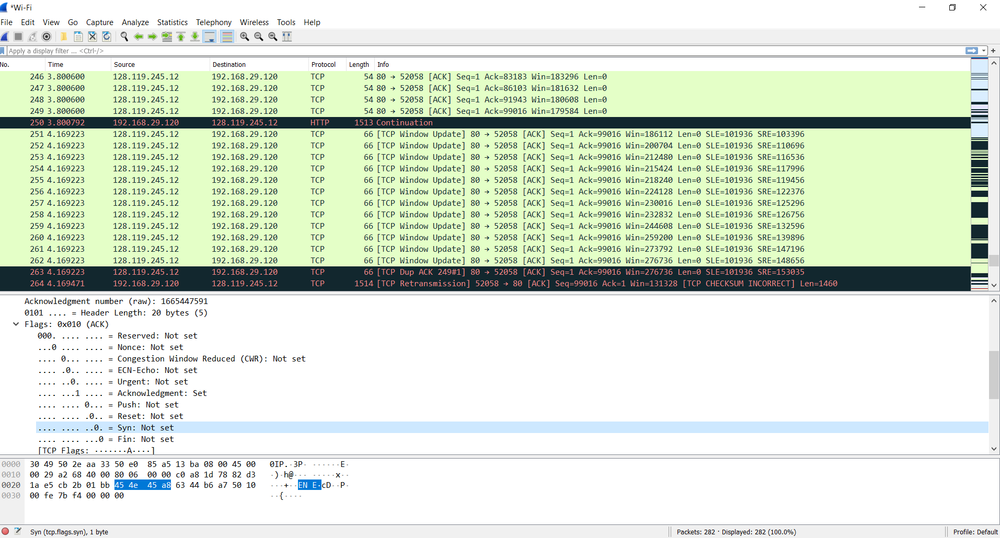 *Wi-Fi
File Edit View Go Capture Analyze Statistics Telephony Wireless Tools Help
Apply a display filter ... <Ctrl-/>
No. Time Source Destination Protocol Length Info
246 3.800600 128.119.245.12 192.168.29.120 TCP 54 80 → 52058 [ACK] Seq=1 Ack=83183 Win=183296 Len=0
247 3.800600 128.119.245.12 192.168.29.120 TCP 54 80 → 52058 [ACK] Seq=1 Ack=86103 Win=181632 Len=0
248 3.800600 128.119.245.12 192.168.29.120 TCP 54 80 → 52058 [ACK] Seq=1 Ack=91943 Win=180608 Len=0
249 3.800600 128.119.245.12 192.168.29.120 TCP 54 80 → 52058 [ACK] Seq=1 Ack=99016 Win=179584 Len=0
250 3.800792 192.168.29.120 128.119.245.12 HTTP 1513 Continuation
251 4.169223 128.119.245.12 192.168.29.120 TCP 66 [TCP Window Update] 80 → 52058 [ACK] Seq=1 Ack=99016 Win=186112 Len=0 SLE=101936 SRE=103396
252 4.169223 128.119.245.12 192.168.29.120 TCP 66 [TCP Window Update] 80 → 52058 [ACK] Seq=1 Ack=99016 Win=200704 Len=0 SLE=101936 SRE=110696
253 4.169223 128.119.245.12 192.168.29.120 TCP 66 [TCP Window Update] 80 → 52058 [ACK] Seq=1 Ack=99016 Win=212480 Len=0 SLE=101936 SRE=116536
254 4.169223 128.119.245.12 192.168.29.120 TCP 66 [TCP Window Update] 80 → 52058 [ACK] Seq=1 Ack=99016 Win=215424 Len=0 SLE=101936 SRE=117996
255 4.169223 128.119.245.12 192.168.29.120 TCP 66 [TCP Window Update] 80 → 52058 [ACK] Seq=1 Ack=99016 Win=218240 Len=0 SLE=101936 SRE=119456
256 4.169223 128.119.245.12 192.168.29.120 TCP 66 [TCP Window Update] 80 → 52058 [ACK] Seq=1 Ack=99016 Win=224128 Len=0 SLE=101936 SRE=122376
257 4.169223 128.119.245.12 192.168.29.120 TCP 66 [TCP Window Update] 80 → 52058 [ACK] Seq=1 Ack=99016 Win=230016 Len=0 SLE=101936 SRE=125296
258 4.169223 128.119.245.12 192.168.29.120 TCP 66 [TCP Window Update] 80 → 52058 [ACK] Seq=1 Ack=99016 Win=232832 Len=0 SLE=101936 SRE=126756
259 4.169223 128.119.245.12 192.168.29.120 TCP 66 [TCP Window Update] 80 → 52058 [ACK] Seq=1 Ack=99016 Win=244608 Len=0 SLE=101936 SRE=132596
260 4.169223 128.119.245.12 192.168.29.120 TCP 66 [TCP Window Update] 80 → 52058 [ACK] Seq=1 Ack=99016 Win=259200 Len=0 SLE=101936 SRE=139896
261 4.169223 128.119.245.12 192.168.29.120 TCP 66 [TCP Window Update] 80 → 52058 [ACK] Seq=1 Ack=99016 Win=273792 Len=0 SLE=101936 SRE=147196
262 4.169223 128.119.245.12 192.168.29.120 TCP 66 [TCP Window Update] 80 → 52058 [ACK] Seq=1 Ack=99016 Win=276736 Len=0 SLE=101936 SRE=148656
263 4.169223 128.119.245.12 192.168.29.120 TCP 66 [TCP Dup ACK 249#1] 80 → 52058 [ACK] Seq=1 Ack=99016 Win=276736 Len=0 SLE=101936 SRE=153035
264 4.169471 192.168.29.120 128.119.245.12 TCP 1514 [TCP Retransmission] 52058 → 80 [ACK] Seq=99016 Ack=1 Win=131328 [TCP CHECKSUM INCORRECT] Len=1460
Acknowledgment number (raw): 1665447591
0101 .... = Header Length: 20 bytes (5)
Flags: 0x010 (ACK)
000. .... .... = Reserved: Not set
...0 .... .... = Nonce: Not set
.... 0... .... = Congestion Window Reduced (CWR): Not set
.... .0.. .... = ECN-Echo: Not set
.... ..0. .... = Urgent: Not set
.... ...1 .... = Acknowledgment: Set
.... .... 0... = Push: Not set
.... .... .0.. = Reset: Not set
.... .... ..0. = Syn: Not set
.... .... ...0 = Fin: Not set
[TCP Flags: ·······A····]
0000 30 49 50 2e aa 33 50 e0 85 a5 13 ba 08 00 45 00 0IP.·3P· ······E·
0010 00 29 a2 68 40 00 80 06 00 00 c0 a8 1d 78 82 d3 ·)·h@··· ·····x··
0020 1a e5 cb 2b 01 bb 45 4e 45 a8 63 44 b6 a7 50 10 ···+··EN E·cD··P·
0030 00 fe 7b f4 00 00 00 ··{····
Syn (tcp.flags.syn), 1 byte
Packets: 282 · Displayed: 282 (100.0%)
Profile: Default